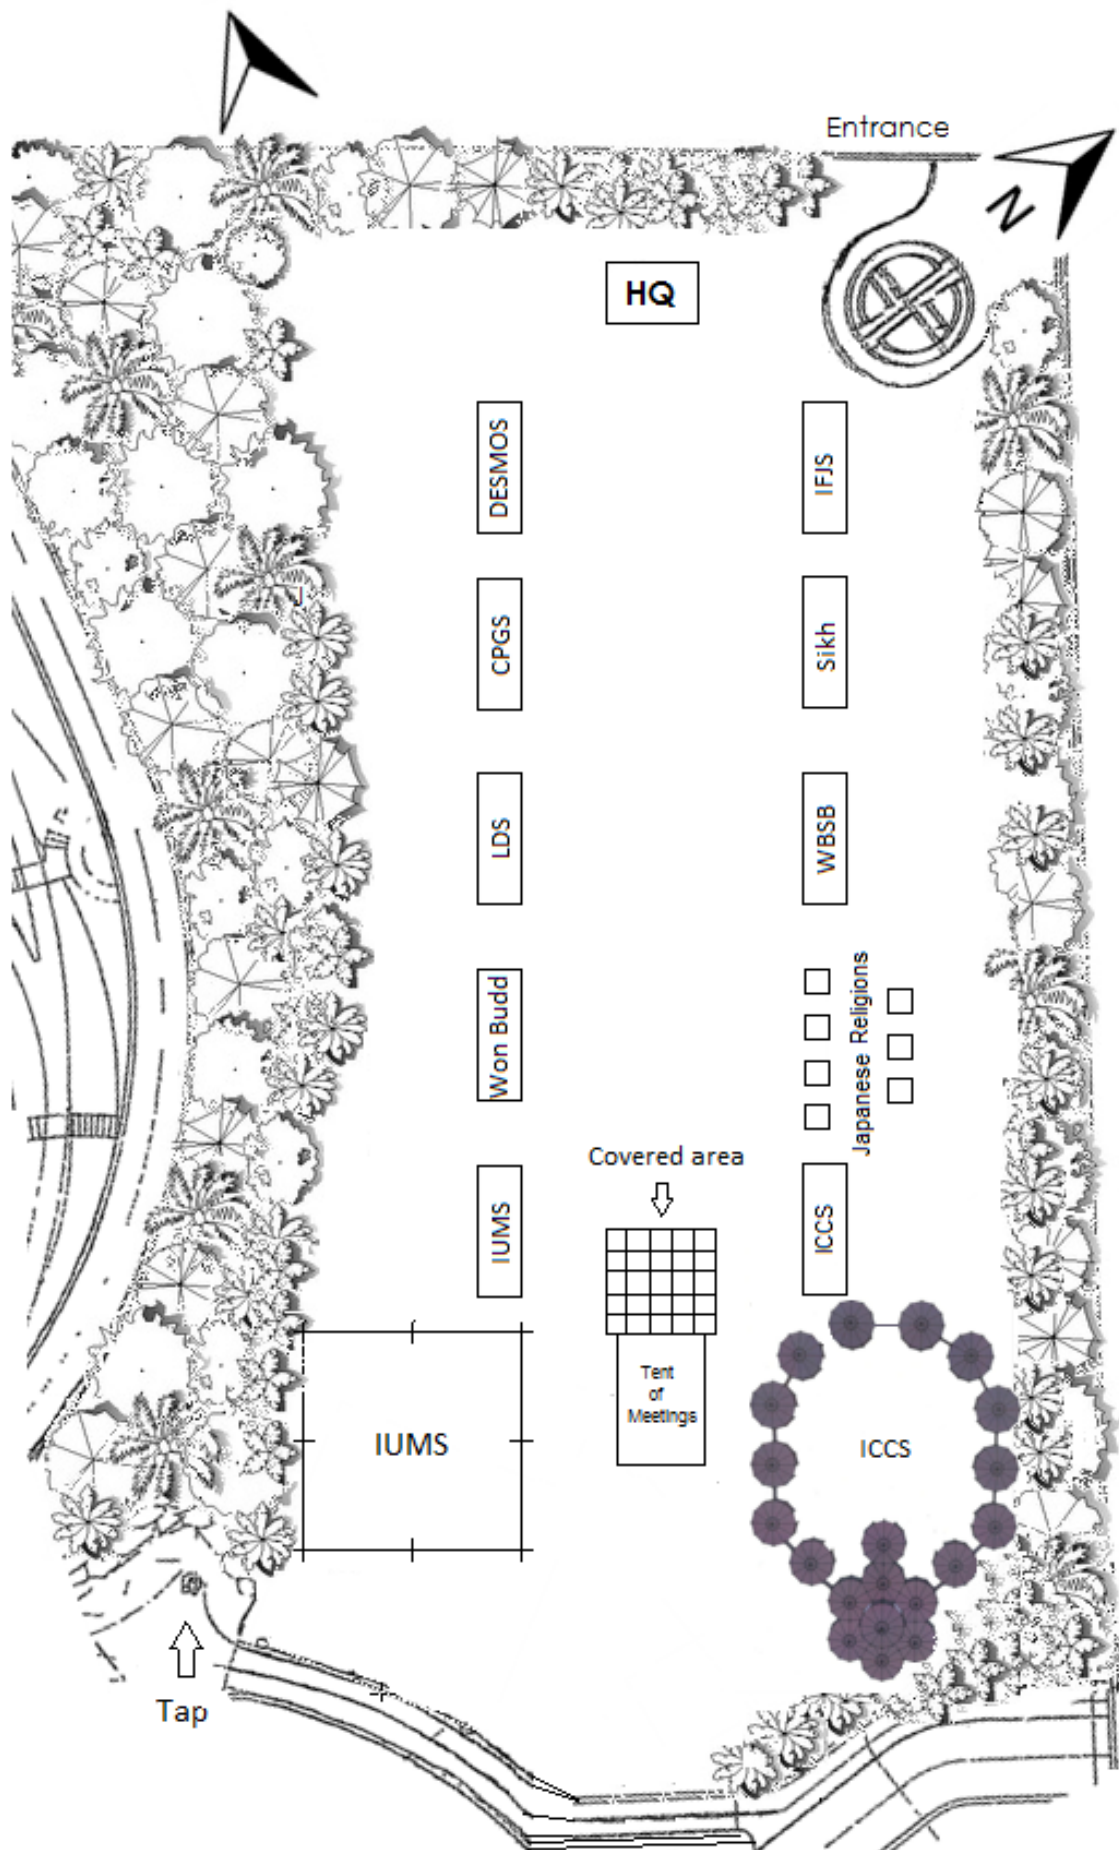 Entrance
N
HQ
DESMOS
IFJS
CPGS
Sikh
LDS
WBSB
Won Budd
Japanese Religions
Covered area
IUMS
ICCS
Tent
of
Meetings
IUMS
ICCS
Tap